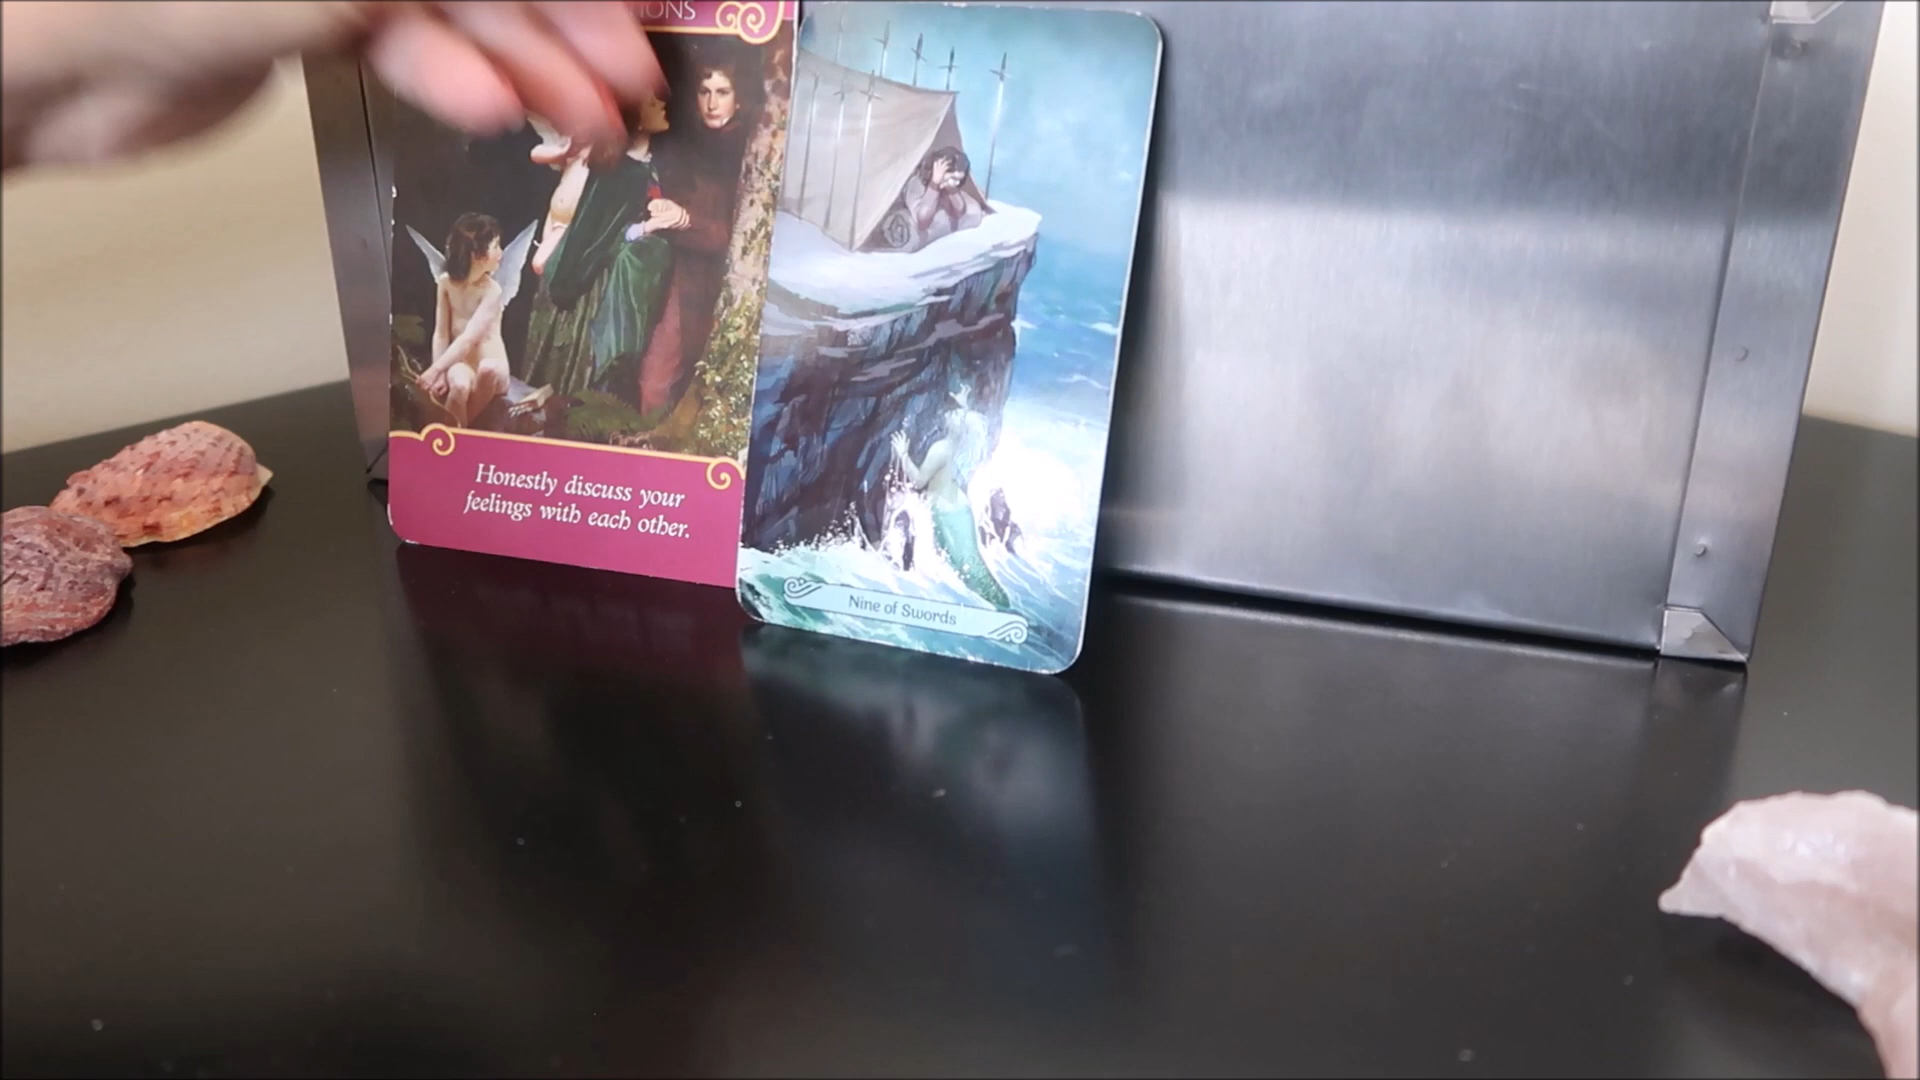 Honestly discuss your
feelings with each other.
Nine of Swords